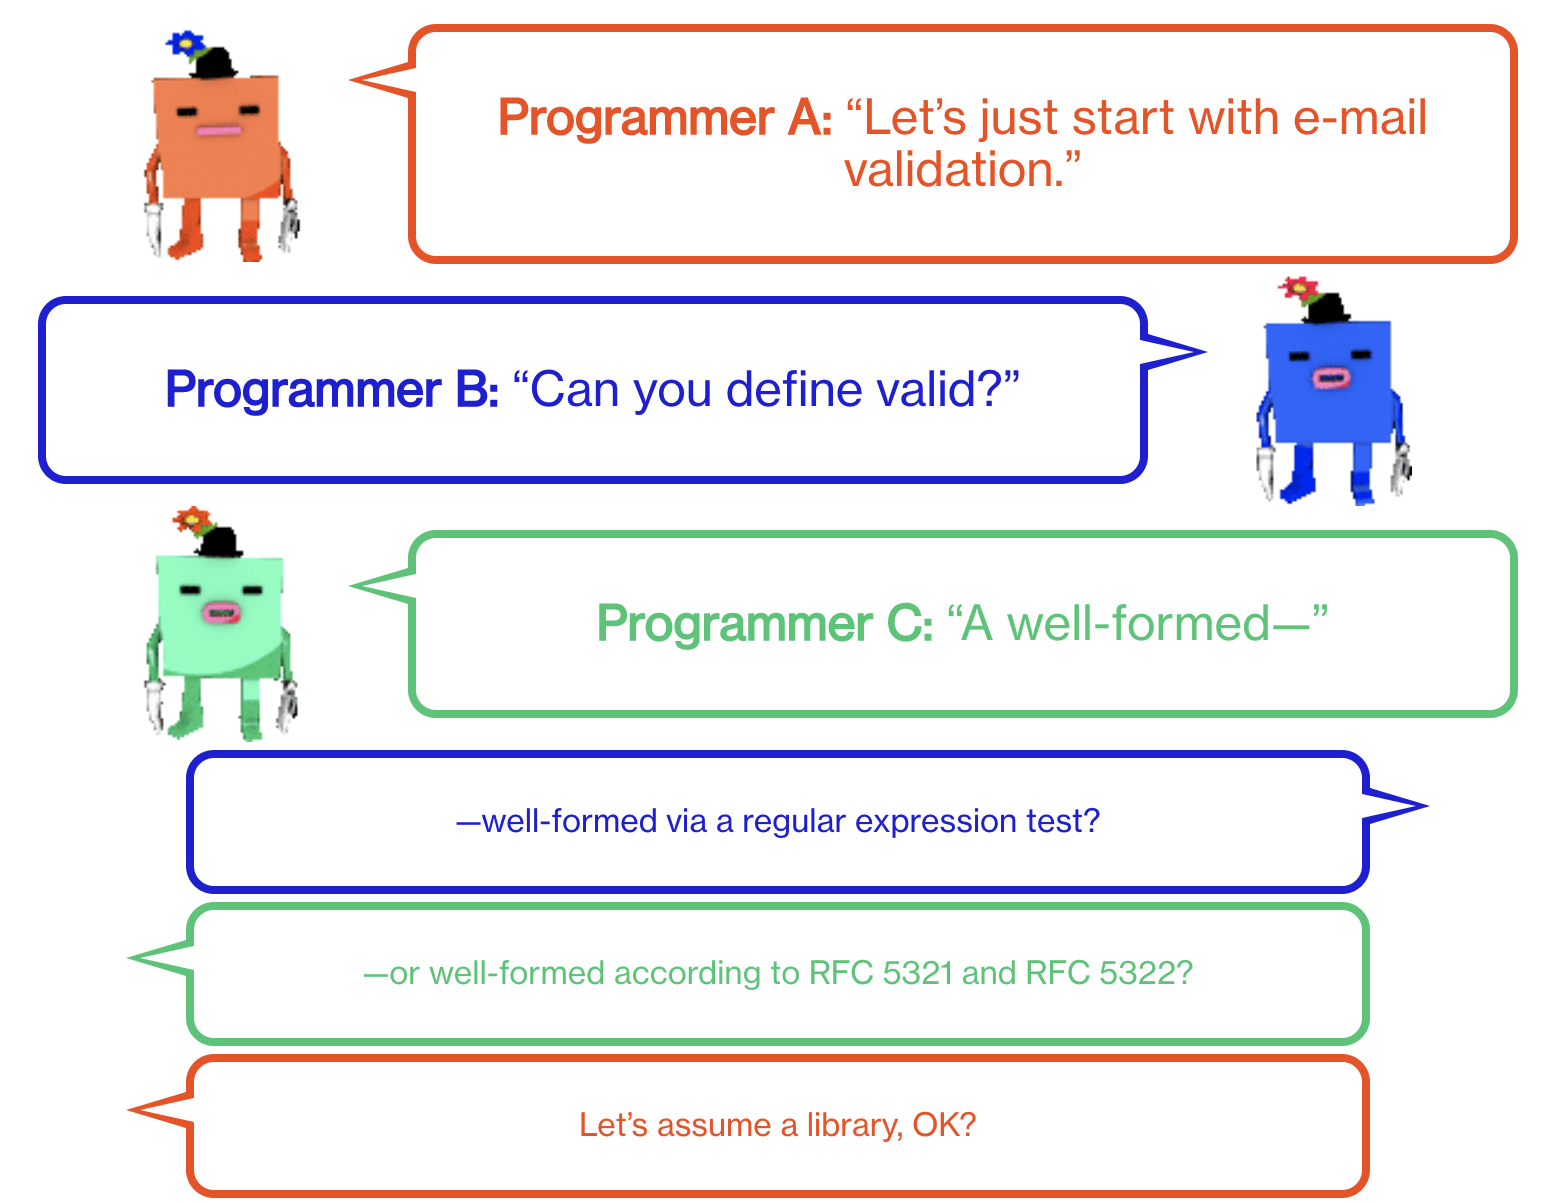 Programmer A: “Let’s just start with e-mail
validation.”
Programmer B: “Can you define valid?”
Programmer C: “A well-formed—”
—well-formed via a regular expression test?
—or well-formed according to RFC 5321 and RFC 5322?
Let’s assume a library, OK?